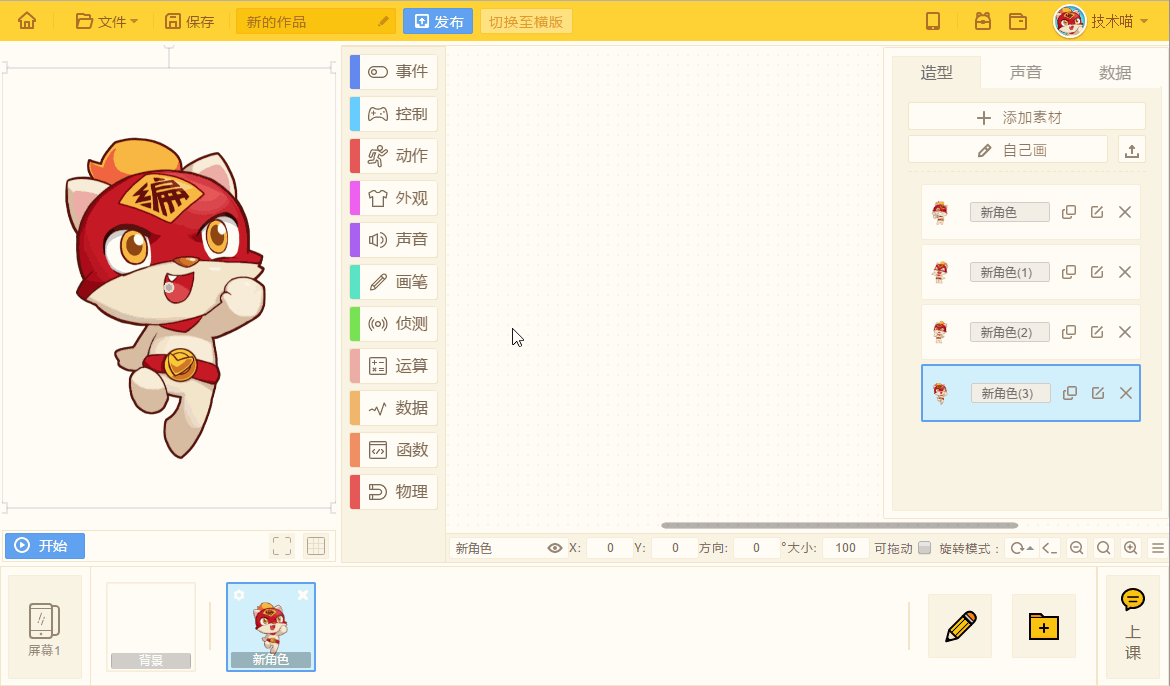 文件
保存
新的作品
发布
切换至横版
技术喵
编
事件
控制
动作
外观
声音
画笔
侦测
运算
数据
函数
物理
造型
声音
数据
添加素材
自己画
新角色
新角色(1)
新角色(2)
新角色(3)
开始
新角色
X: 0
Y: 0
方向: 0 °
大小: 100
可拖动
旋转模式：
屏幕1
背景
新角色
上课